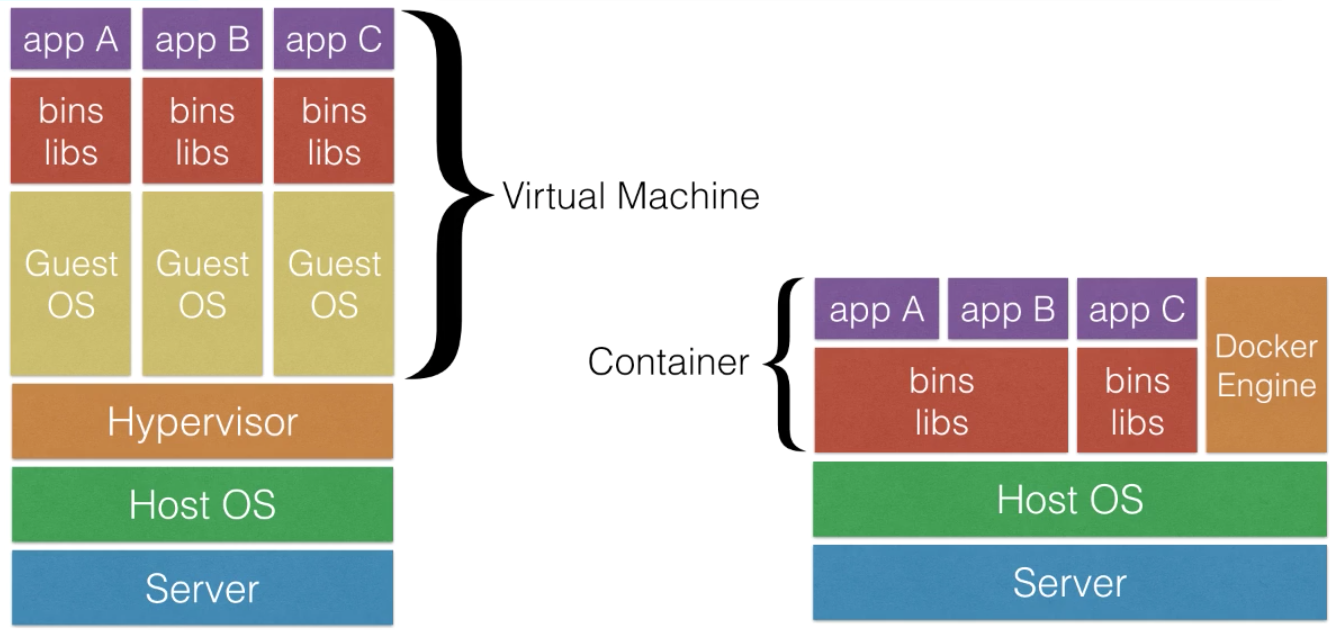 app A
app B
app C
bins
libs
bins
libs
bins
libs
Guest
OS
Guest
OS
Guest
OS
Hypervisor
Host OS
Server
Virtual Machine
Container
app A
app B
app C
Docker
Engine
bins
libs
bins
libs
Host OS
Server